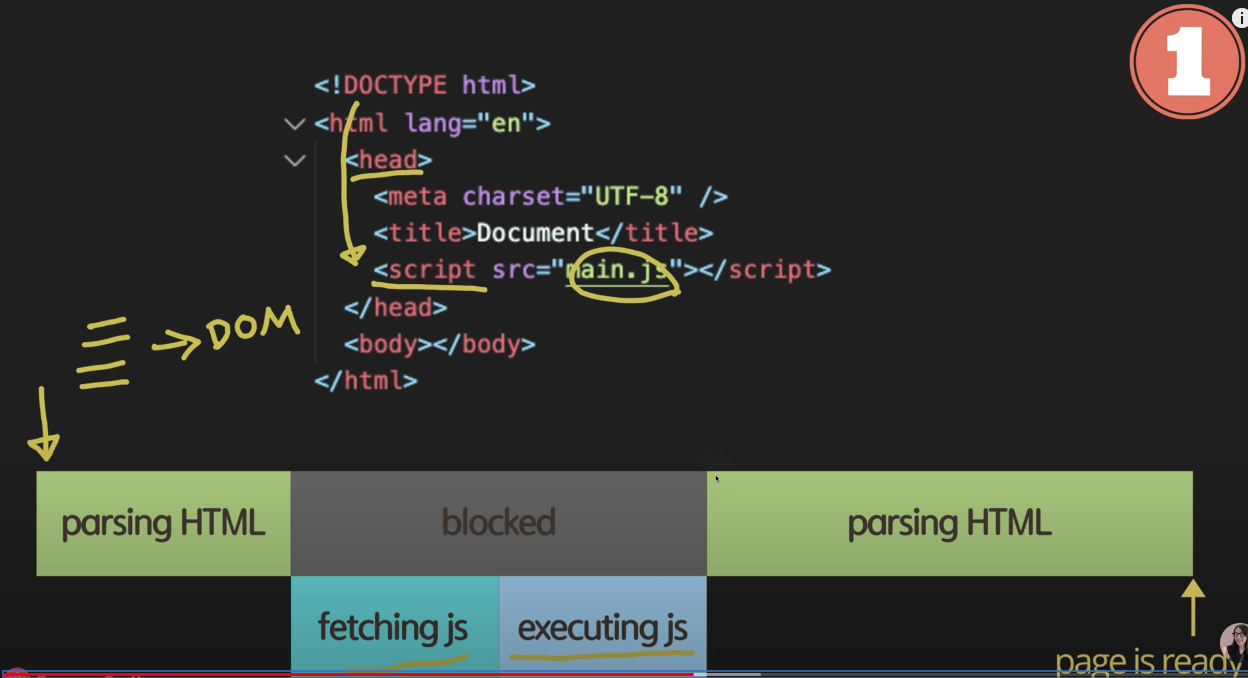 1
<!DOCTYPE html>
<html lang="en">
<head>
<meta charset="UTF-8" />
<title>Document</title>
<script src="main.js"></script>
</head>
<body></body>
</html>
→ DOM
parsing HTML
blocked
parsing HTML
fetching js
executing js
page is ready